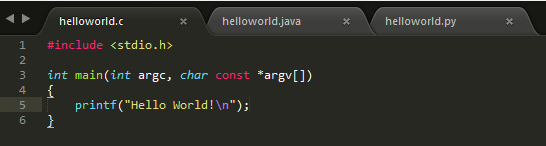 helloworld.c × helloworld.java × helloworld.py ×
1 #include <stdio.h>
2
3 int main(int argc, char const *argv[])
4 {
5     printf("Hello World!\n");
6 }